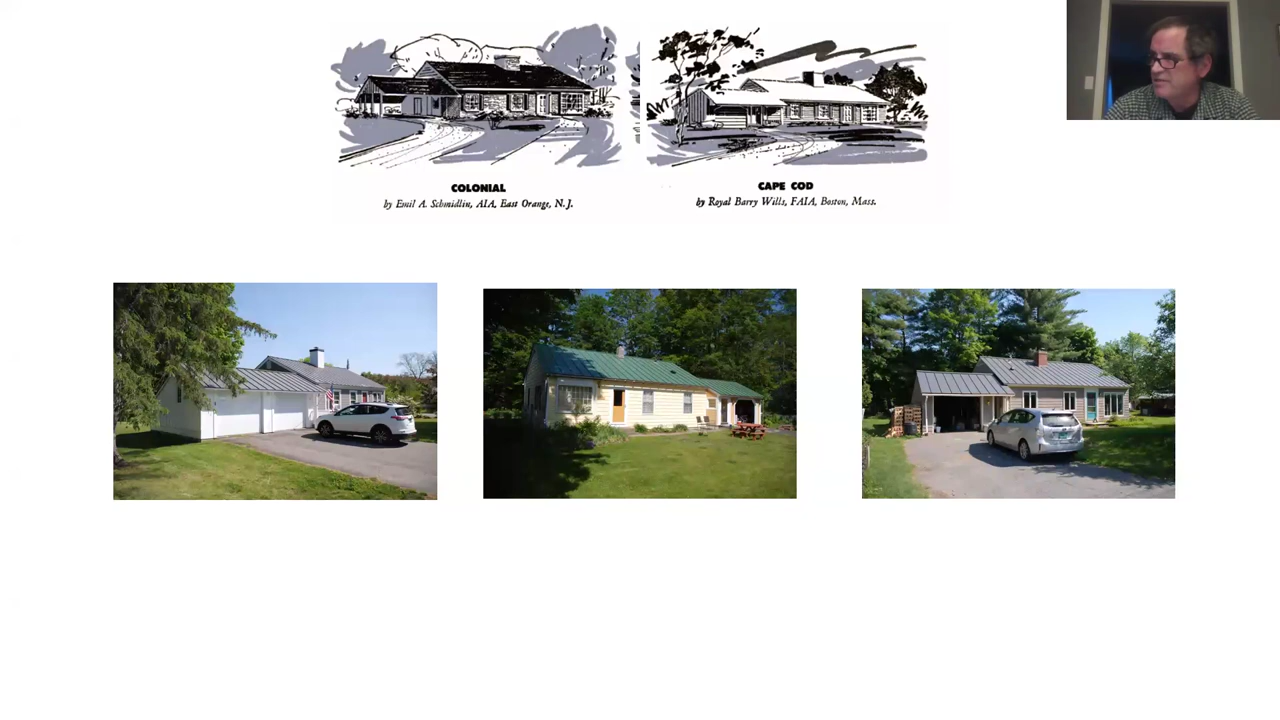 COLONIAL
by Emil A. Schmidlin, AIA, East Orange, N. J.
CAPE COD
by Royal Barry Wills, FAIA, Boston, Mass.